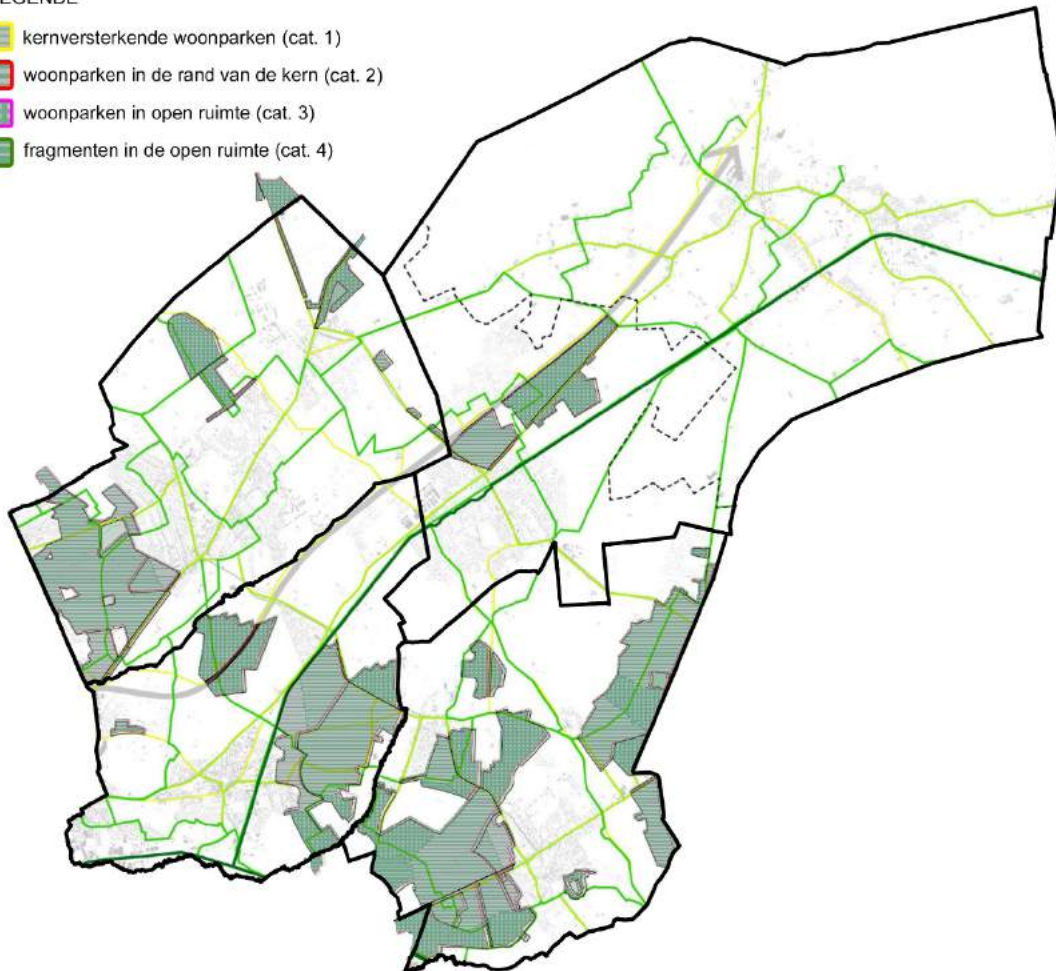 LEGENDE
kernversterkende woonparken (cat. 1)
woonparken in de rand van de kern (cat. 2)
woonparken in open ruimte (cat. 3)
fragmenten in de open ruimte (cat. 4)